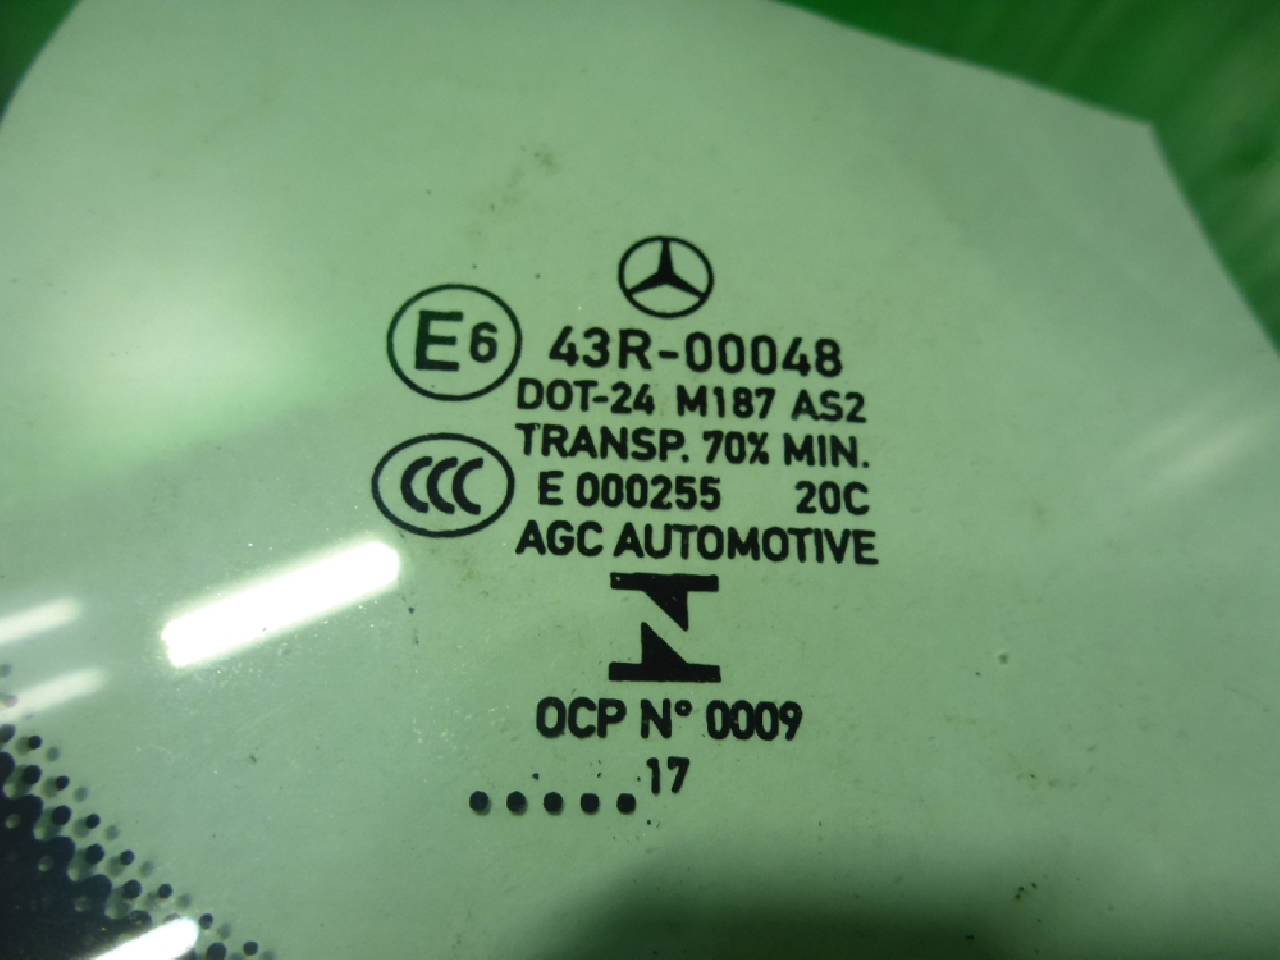 E6 43R-00048
DOT-24 M187 AS2
TRANSP. 70% MIN.
CCC E 000255 20C
AGC AUTOMOTIVE
OCP N° 0009
.....17